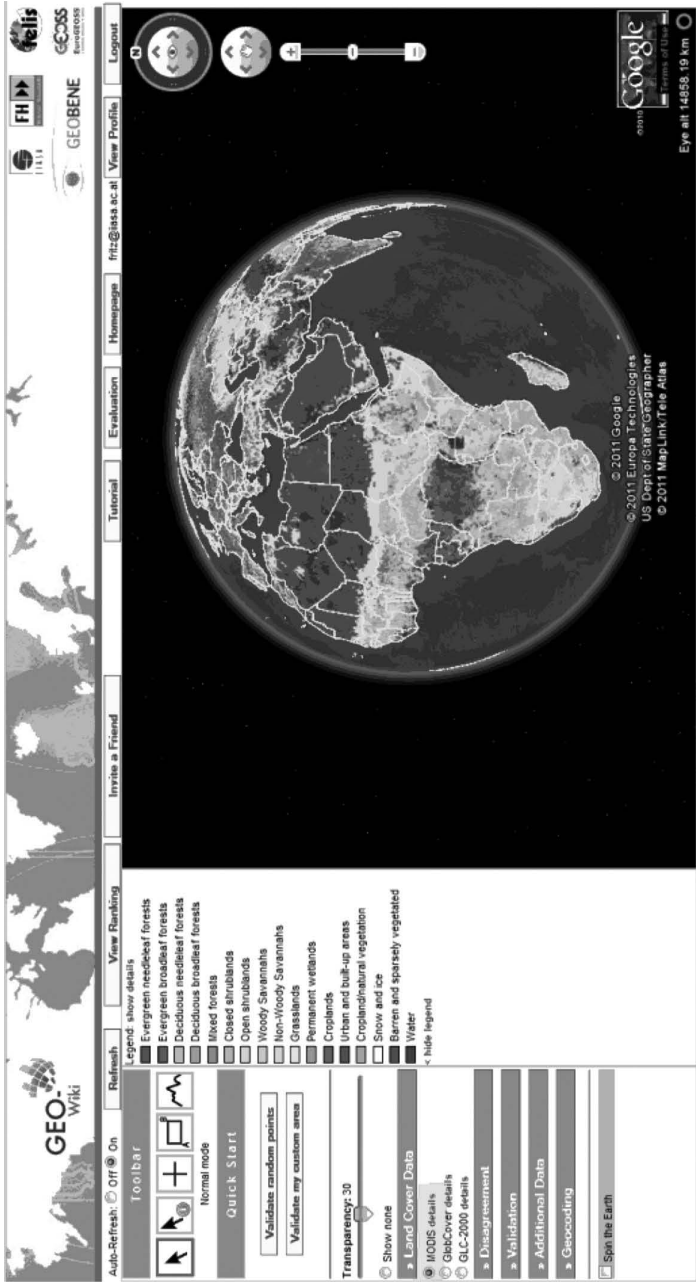 GEO-
Wiki
IIASA
FH
felis
GEOBENE
GEOSS
EuroGEOSS
Auto-Refresh: Off On
Refresh
View Ranking
Invite a Friend
Tutorial
Evaluation
Homepage
fritz@iiasa.ac.at
View Profile
Logout
Toolbar
Normal mode
Quick Start
Validate random points
Validate my custom area
Transparency: 30
Show none
» Land Cover Data
MODIS details
GlobCover details
GLC-2000 details
» Disagreement
» Validation
» Additional Data
» Geocoding
Spin the Earth
Legend: show details
Evergreen needleleaf forests
Evergreen broadleaf forests
Deciduous needleleaf forests
Deciduous broadleaf forests
Mixed forests
Closed shrublands
Open shrublands
Woody Savannahs
Non-Woody Savannahs
Grasslands
Permanent wetlands
Croplands
Urban and built-up areas
Cropland/natural vegetation
Snow and ice
Barren and sparsely vegetated
Water
< hide legend
N
© 2011 Google
© 2011 Europa Technologies
US Dept of State Geographer
© 2011 MapLink/Tele Atlas
©2010
Google
Terms of Use
Eye alt 14858.19 km